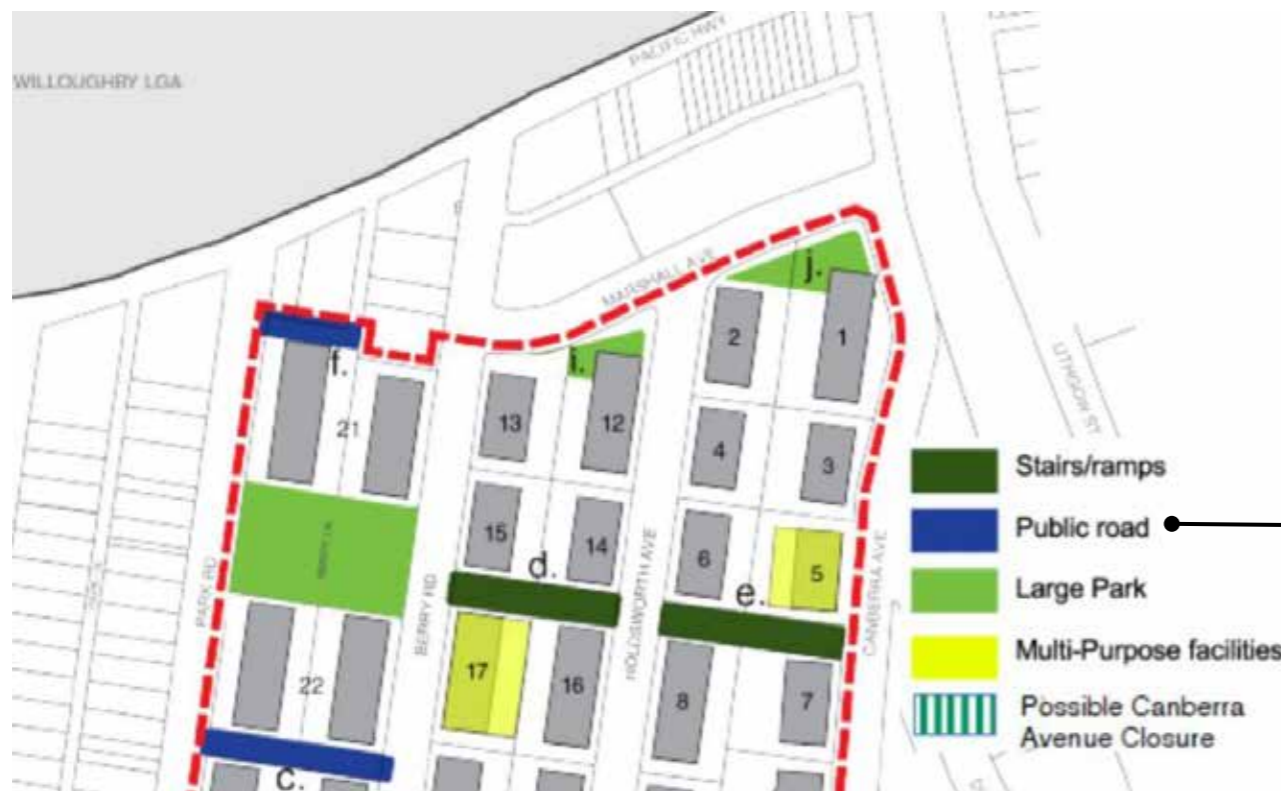 PACIFIC HWY
WILLOUGHBY LGA
MARSHALL AVE
j.
2
1
f.
i.
LITHGOW ST
21
13
12
4
3
Stairs/ramps
Public road
15
14
6
5
d.
e.
PARK RD
BERRY RD
HOLDSWORTH AVE
CANBERRA AVE
Large Park
Multi-Purpose facilities
17
16
22
8
7
Possible Canberra
Avenue Closure
c.